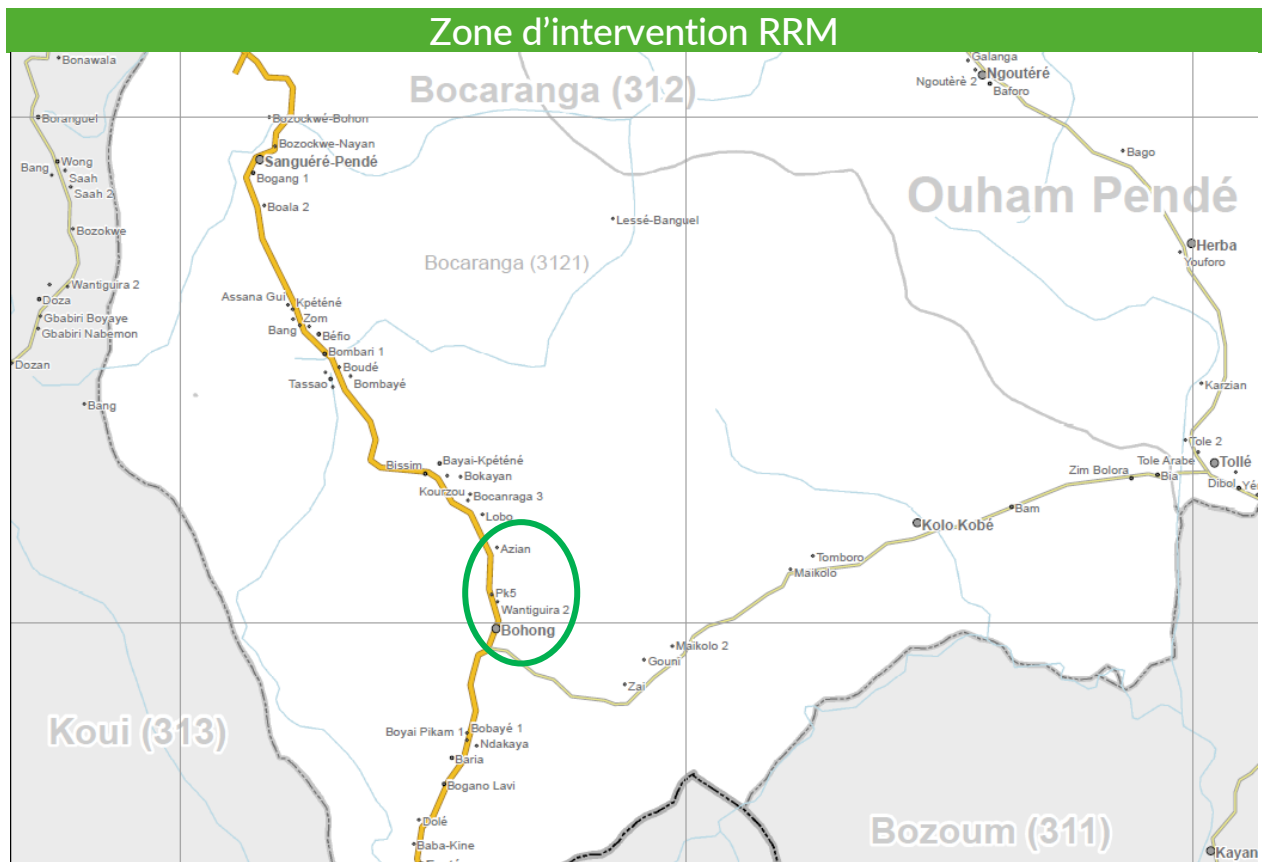 Zone d'intervention RRM
Bonawala
Bocaranga (312)
Galanga
Ngoutéré
Ngoutèrè 2
Baforo
Boranguel
Bozockwé-Bohon
Bozockwe-Nayan
Sanguéré-Pendé
Bogang 1
Bago
Wong
Bang
Saah
Saah 2
Boala 2
Ouham Pendé
Lessé-Banguel
Bozokwe
Herba
Youforo
Bocaranga (3121)
Wantiguira 2
Doza
Assana Gui
Kpéténé
Zom
Bang
Béfio
Gbabiri Boyaye
Gbabiri Nabemon
Bombari 1
Boudé
Tassao
Bombayé
Dozan
Karzian
Bang
Tole 2
Bissim
Bayai-Kpéténé
Bokayan
Tole Arabe
Tollé
Zim Bolora
Bia
Dibol
Kourzou
Bocanraga 3
Lobo
Bam
Kolo Kobé
Azian
Tomboro
Maikolo
Pk5
Wantiguira 2
Bohong
Maikolo 2
Gouni
Zai
Koui (313)
Boyai Pikam 1
Bobayé 1
Ndakaya
Baria
Bogano Lavi
Dolé
Bozoum (311)
Baba-Kine
Kayan